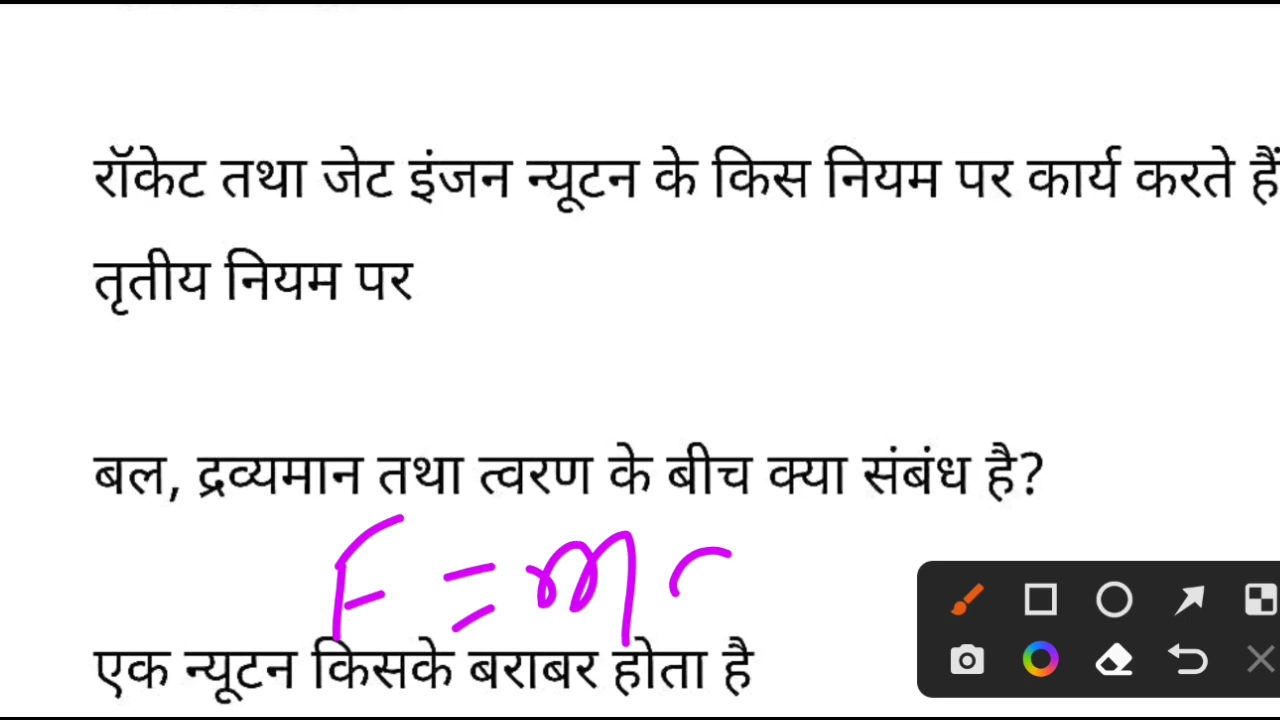 रॉकेट तथा जेट इंजन न्यूटन के किस नियम पर कार्य करते हैं
तृतीय नियम पर
बल, द्रव्यमान तथा त्वरण के बीच क्या संबंध है?
F = m
एक न्यूटन किसके बराबर होता है